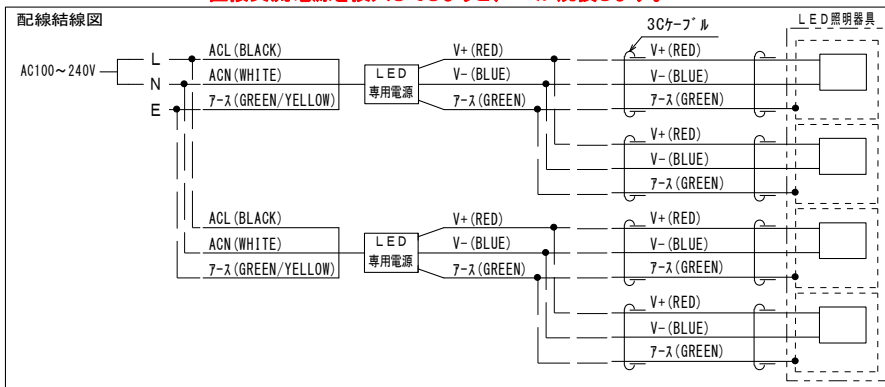 配線結線図
3Cケーブル
LED照明器具
AC100～240V
L
N
E
ACL(BLACK)
ACN(WHITE)
アース(GREEN/YELLOW)
LED
専用電源
V+(RED)
V-(BLUE)
アース(GREEN)
V+(RED)
V-(BLUE)
アース(GREEN)
V+(RED)
V-(BLUE)
アース(GREEN)
ACL(BLACK)
ACN(WHITE)
アース(GREEN/YELLOW)
LED
専用電源
V+(RED)
V-(BLUE)
アース(GREEN)
V+(RED)
V-(BLUE)
アース(GREEN)
V+(RED)
V-(BLUE)
アース(GREEN)